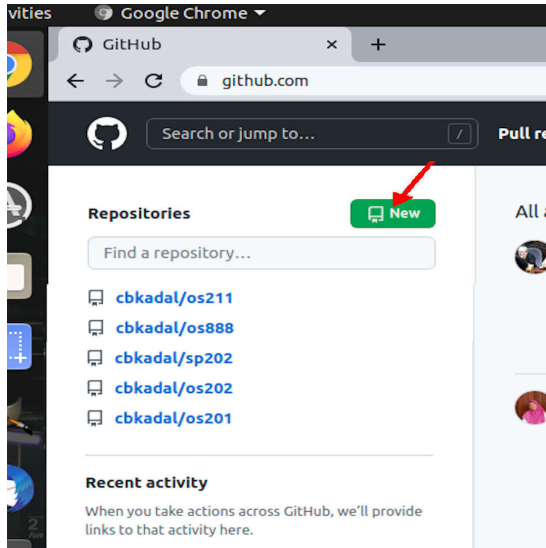 vities Google Chrome
GitHub × +
github.com
Search or jump to... / Pull re
Repositories New
All a
Find a repository...
cbkadal/os211
cbkadal/os888
cbkadal/sp202
cbkadal/os202
cbkadal/os201
Recent activity
When you take actions across GitHub, we'll provide
links to that activity here.
2